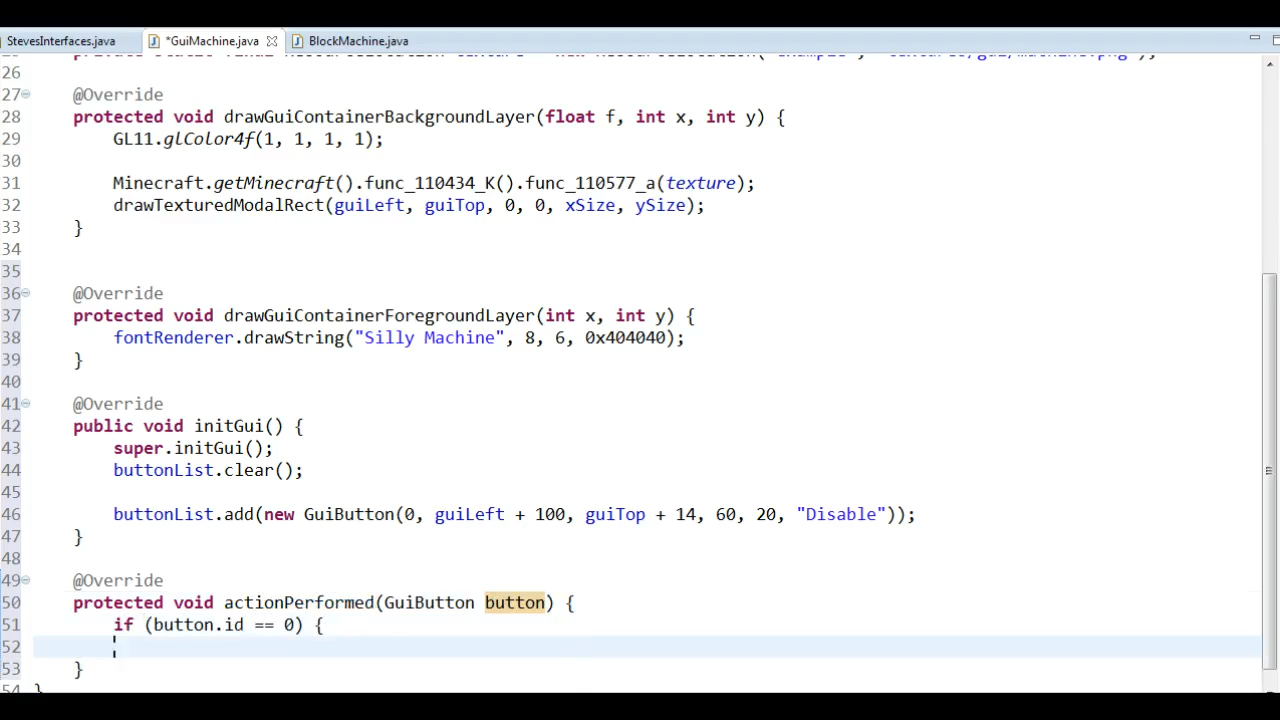 StevesInterfaces.java
*GuiMachine.java
BlockMachine.java
26
27 @Override
28 protected void drawGuiContainerBackgroundLayer(float f, int x, int y) {
29 GL11.glColor4f(1, 1, 1, 1);
30
31 Minecraft.getMinecraft().func_110434_K().func_110577_a(texture);
32 drawTexturedModalRect(guiLeft, guiTop, 0, 0, xSize, ySize);
33 }
34
35
36 @Override
37 protected void drawGuiContainerForegroundLayer(int x, int y) {
38 fontRenderer.drawString("Silly Machine", 8, 6, 0x404040);
39 }
40
41 @Override
42 public void initGui() {
43 super.initGui();
44 buttonList.clear();
45
46 buttonList.add(new GuiButton(0, guiLeft + 100, guiTop + 14, 60, 20, "Disable"));
47 }
48
49 @Override
50 protected void actionPerformed(GuiButton button) {
51 if (button.id == 0) {
52
53 }
54 }